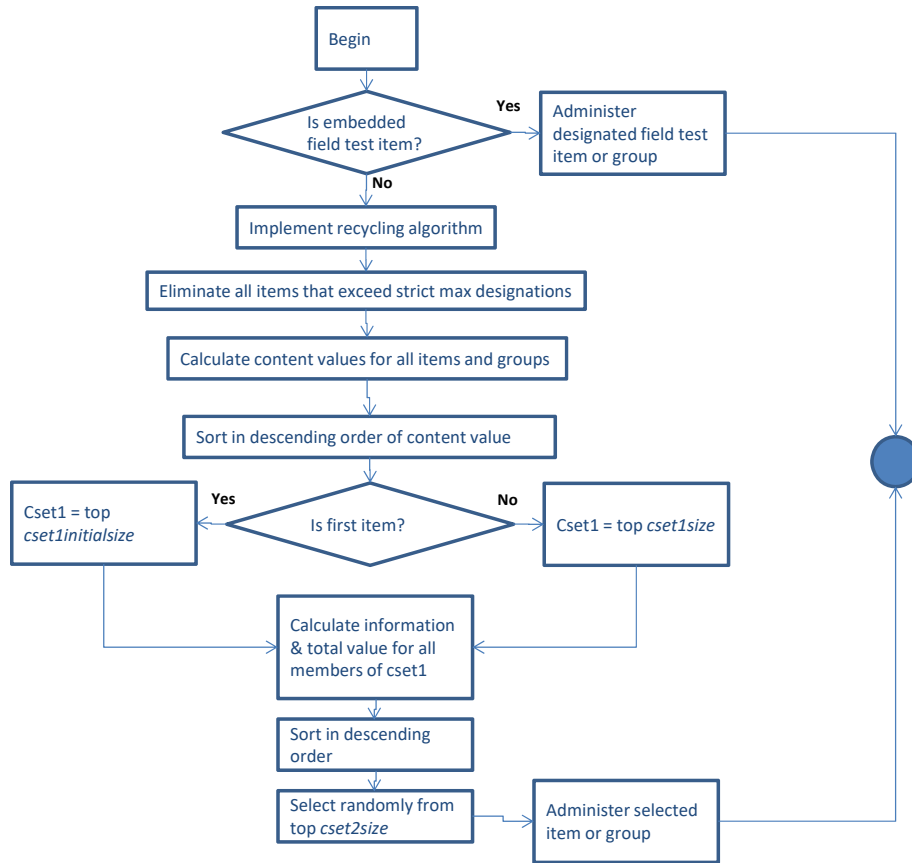 Begin
Is embedded
field test item?
Yes
Administer
designated field test
item or group
No
Implement recycling algorithm
Eliminate all items that exceed strict max designations
Calculate content values for all items and groups
Sort in descending order of content value
Yes
No
Cset1 = top
cset1initialsize
Is first item?
Cset1 = top cset1size
Calculate information
& total value for all
members of cset1
Sort in descending
order
Select randomly from
top cset2size
Administer selected
item or group